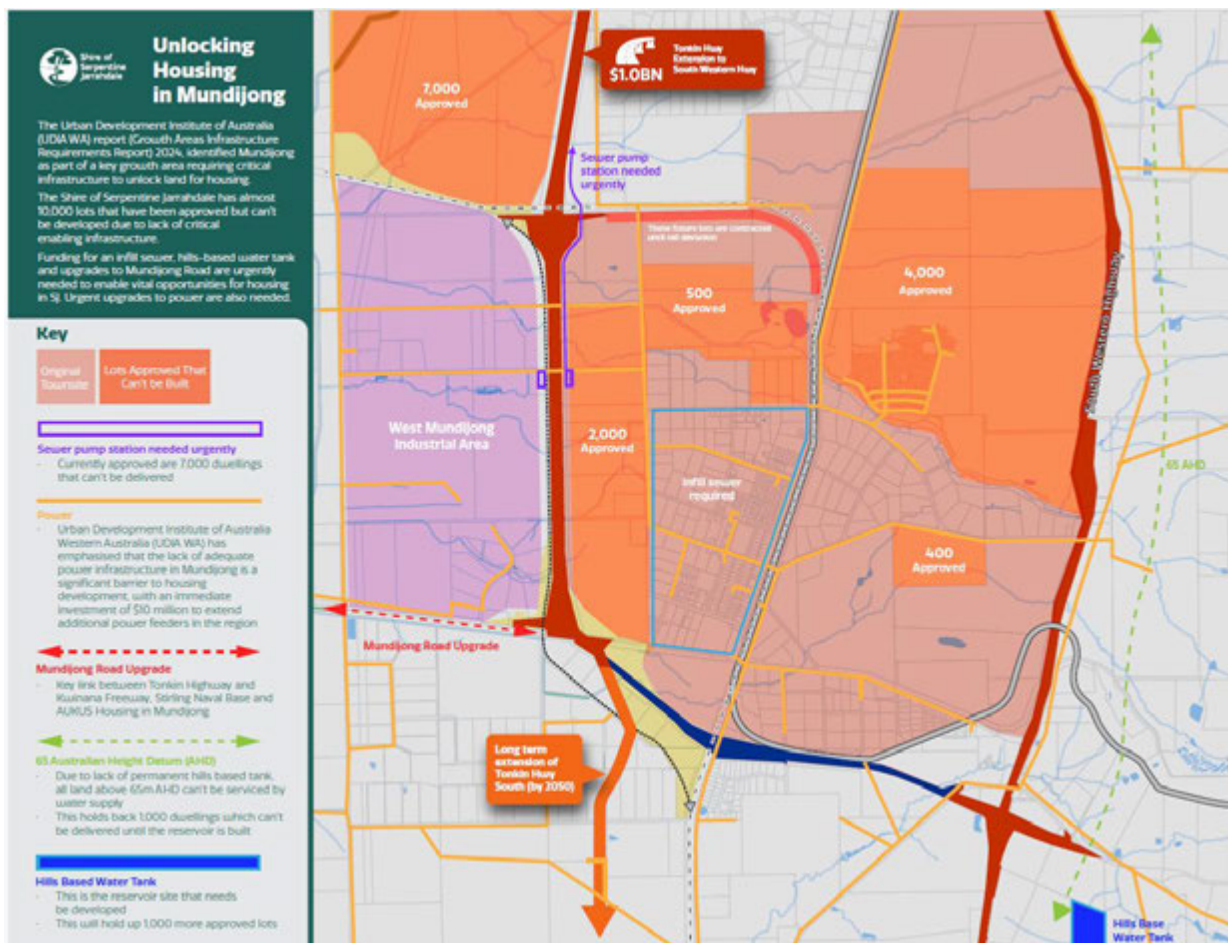 Shire of
Serpentine
Jarrahdale
Unlocking
Housing
in Mundijong
The Urban Development Institute of Australia
(UDIA WA) report (Growth Areas Infrastructure
Requirements Report) 2024, identified Mundijong
as part of a key growth area requiring critical
infrastructure to unlock land for housing.
The Shire of Serpentine Jarrahdale has almost
10,000 lots that have been approved but can't
be developed due to lack of critical
enabling infrastructure.
Funding for an infill sewer, hills-based water tank
and upgrades to Mundijong Road are urgently
needed to enable vital opportunities for housing
in SJ. Urgent upgrades to power are also needed.
Key
Original
Townsite
Lots Approved That
Can't be Built
Sewer pump station needed urgently
- Currently approved are 7,000 dwellings
that can't be delivered
Power
- Urban Development Institute of Australia
Western Australia (UDIA WA) has
emphasised that the lack of adequate
power infrastructure in Mundijong is a
significant barrier to housing
development, with an immediate
investment of $10 million to extend
additional power feeders in the region
Mundijong Road Upgrade
- Key link between Tonkin Highway and
Kwinana Freeway, Stirling Naval Base and
AUKUS Housing in Mundijong
65 Australian Height Datum (AHD)
- Due to lack of permanent hills based tank,
all land above 65m AHD can't be serviced by
water supply
- This holds back 1,000 dwellings which can't
be delivered until the reservoir is built
Hills Based Water Tank
- This is the reservoir site that needs
be developed
- This will hold up 1,000 more approved lots
7,000
Approved
$1.0BN
Tonkin Hwy
Extension to
South Western Hwy
Sewer pump
station needed
urgently
These future lots are contracted
until rail deviation
500
Approved
4,000
Approved
South Western Highway
65 AHD
West Mundijong
Industrial Area
2,000
Approved
Infill sewer
required
400
Approved
Mundijong Road Upgrade
Long term
extension of
Tonkin Hwy
South (by 2050)
Hills Base
Water Tank